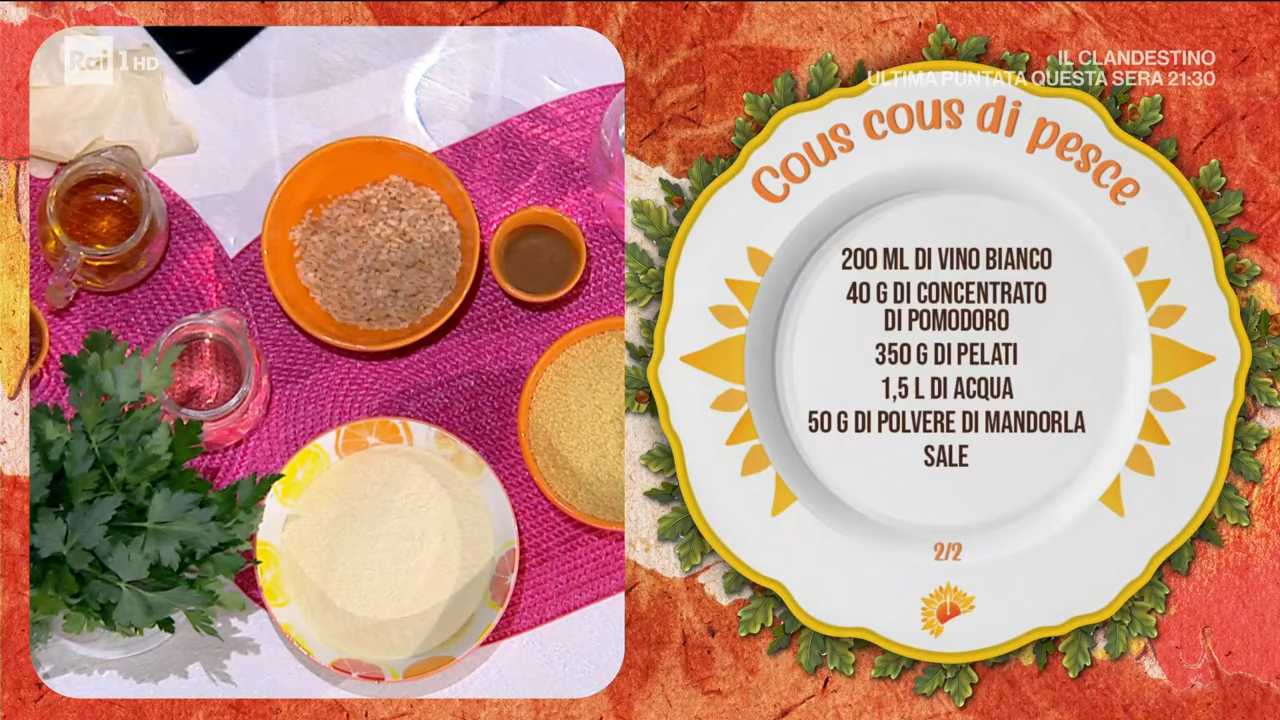 Rai 1 HD
IL CLANDESTINO
ULTIMA PUNTATA QUESTA SERA 21:30
Cous cous di pesce
200 ML DI VINO BIANCO
40 G DI CONCENTRATO
DI POMODORO
350 G DI PELATI
1,5 L DI ACQUA
50 G DI POLVERE DI MANDORLA
SALE
2/2